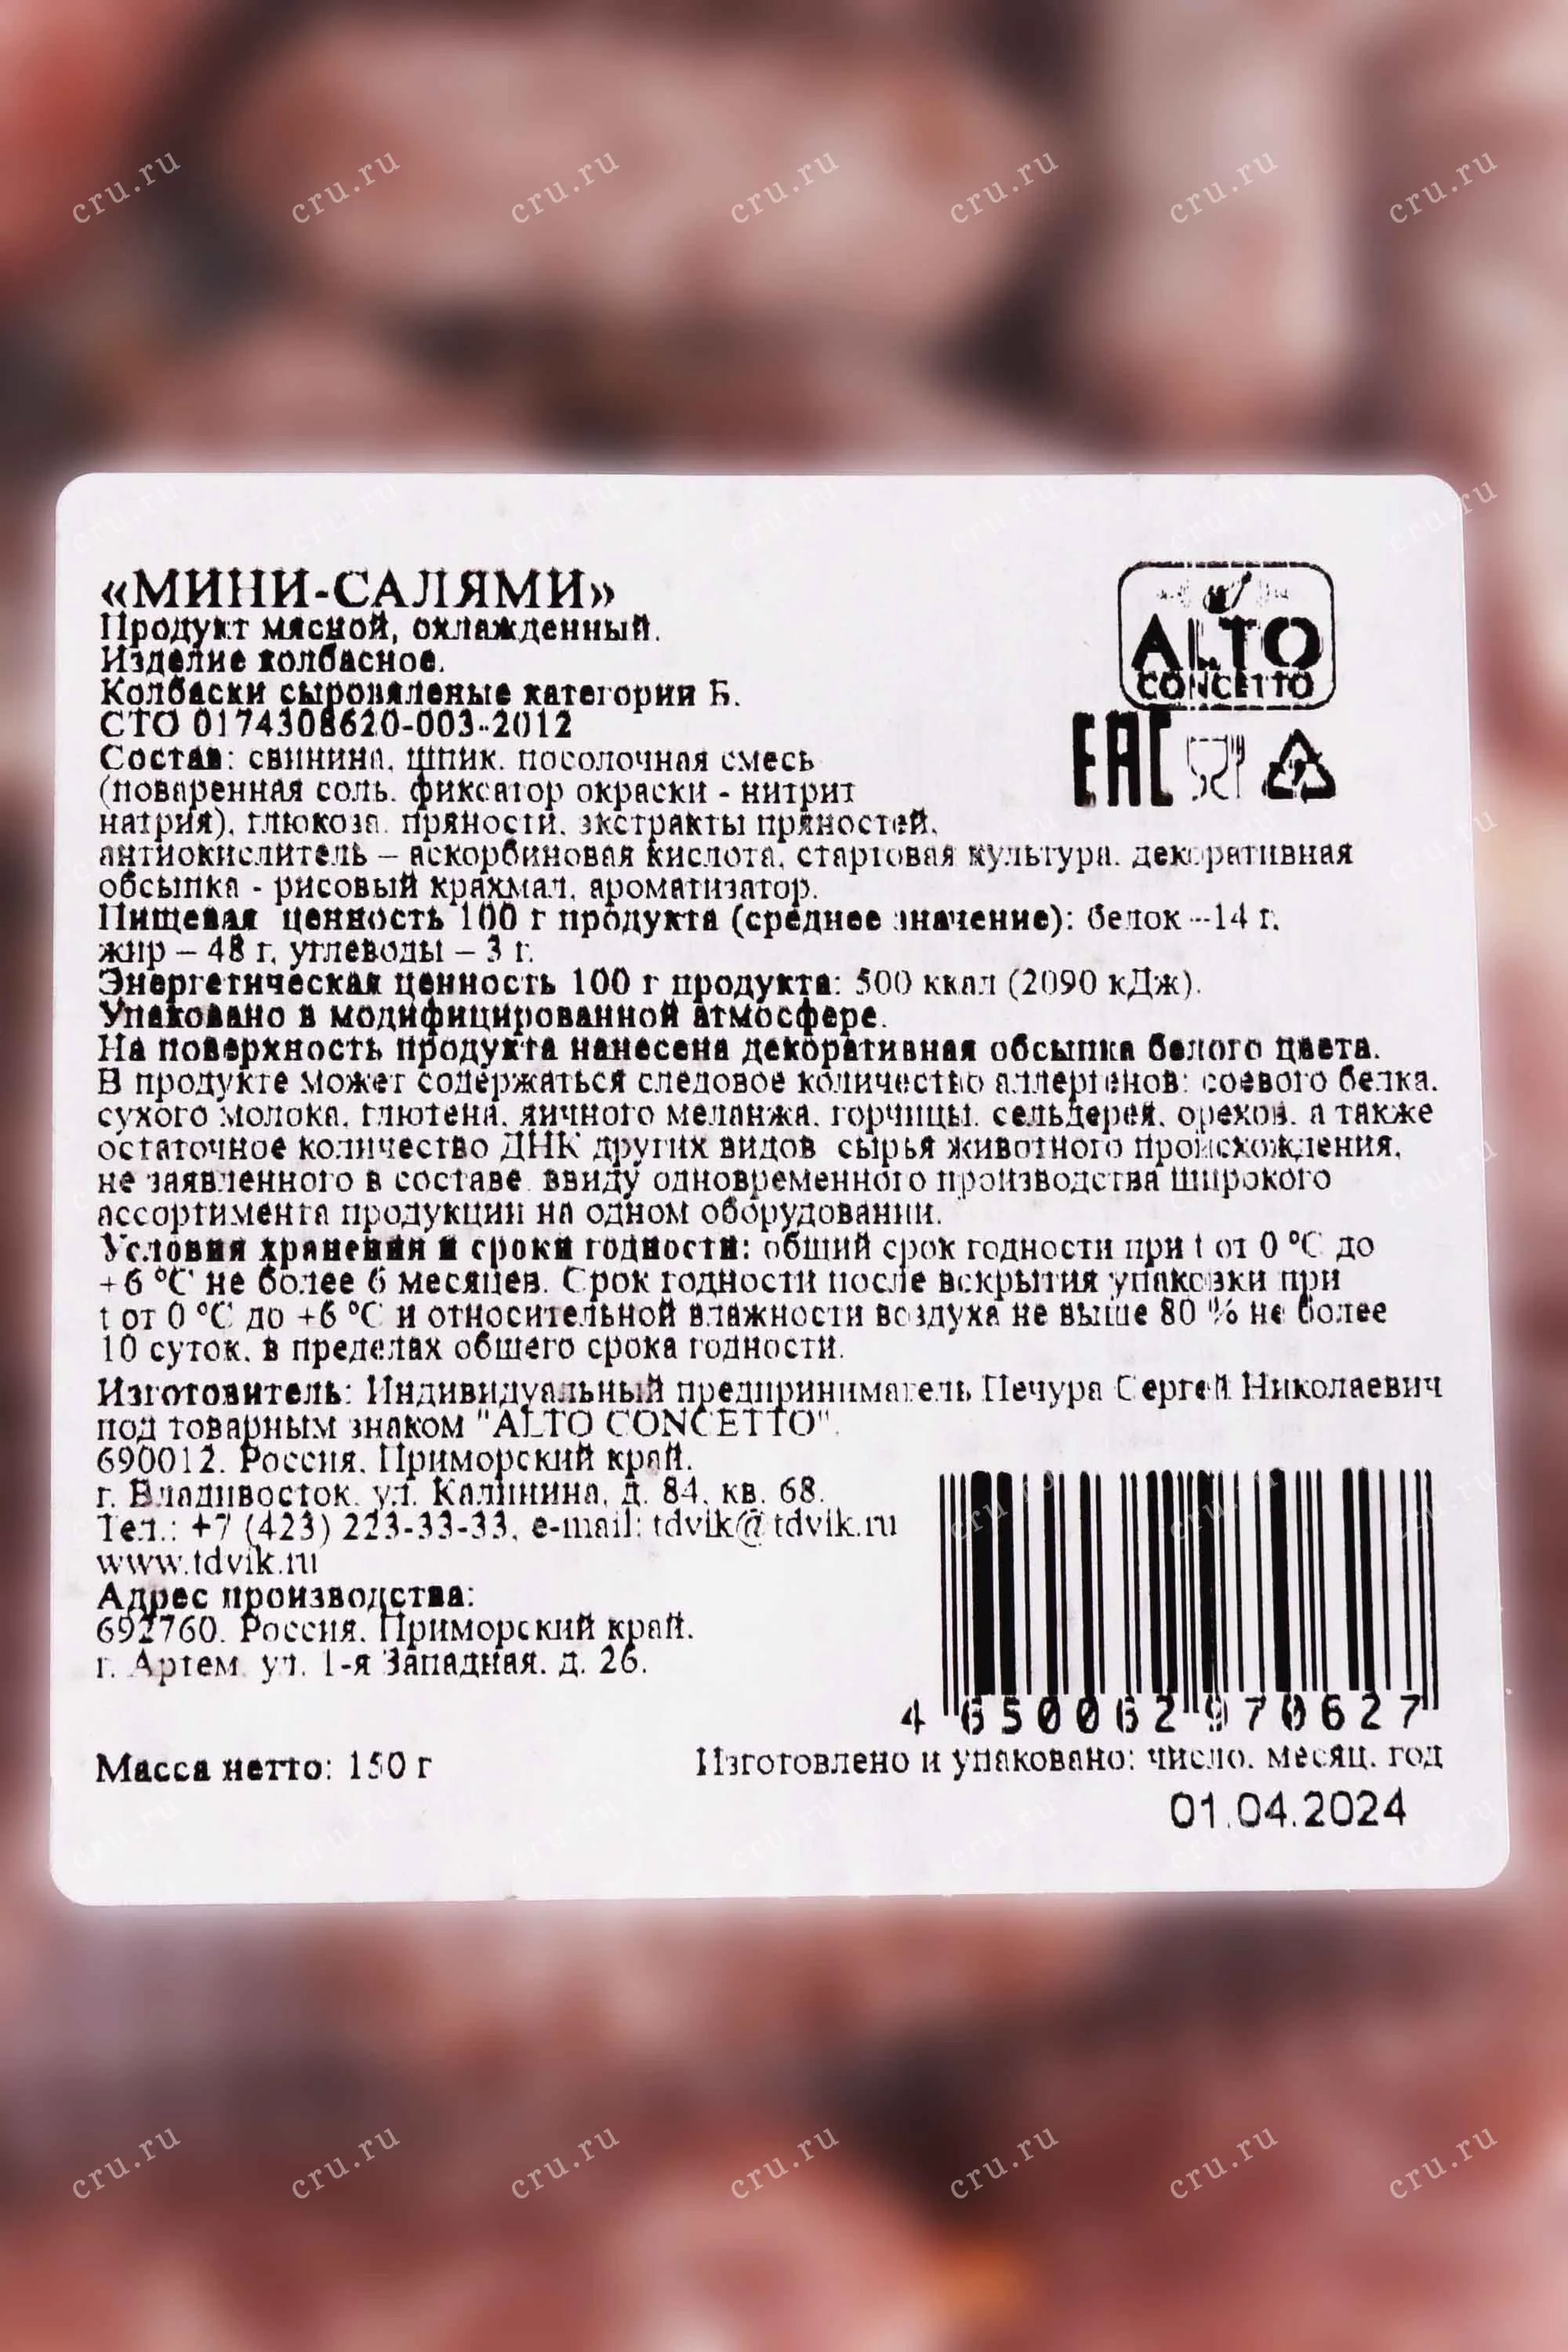 «МИНИ-САЛЯМИ»
Продукт мясной, охлажденный.
Изделие колбасное.
Колбаски сыровяленые категории Б.
СТО 0174308620-003-2012
Состав: свинина, шпик, посолочная смесь
(поваренная соль, фиксатор окраски - нитрит
натрия), глюкоза, пряности, экстракты пряностей,
антиокислитель – аскорбиновая кислота, стартовая культура, декоративная
обсыпка - рисовый крахмал, ароматизатор.
Пищевая ценность 100 г продукта (среднее значение): белок – 14 г,
жир – 48 г, углеводы – 3 г.
Энергетическая ценность 100 г продукта: 500 ккал (2090 кДж).
Упаковано в модифицированной атмосфере.
На поверхность продукта нанесена декоративная обсыпка белого цвета.
В продукте может содержаться следовое количество аллергенов: соевого белка,
сухого молока, глютена, яичного меланжа, горчицы, сельдерея, орехов, а также
остаточное количество ДНК других видов сырья животного происхождения,
не заявленного в составе ввиду одновременного производства широкого
ассортимента продукции на одном оборудовании.
Условия хранения и сроки годности: общий срок годности при t от 0 °C до
+6 °C не более 6 месяцев. Срок годности после вскрытия упаковки при
t от 0 °C до +6 °C и относительной влажности воздуха не выше 80 % не более
10 суток, в пределах общего срока годности.
Изготовитель: Индивидуальный предприниматель Печура Сергей Николаевич
под товарным знаком "ALTO CONCETTO".
690012, Россия, Приморский край,
г. Владивосток, ул. Калинина, д. 84, кв. 68.
Тел.: +7 (423) 223-33-33, e-mail: tdvik@tdvik.ru
www.tdvik.ru
Адрес производства:
692760, Россия, Приморский край,
г. Артем, ул. 1-я Западная, д. 26.
Масса нетто: 150 г
ALTO
CONCETTO
EAC
4 650062 970627
Изготовлено и упаковано: число, месяц, год
01.04.2024
cru.ru